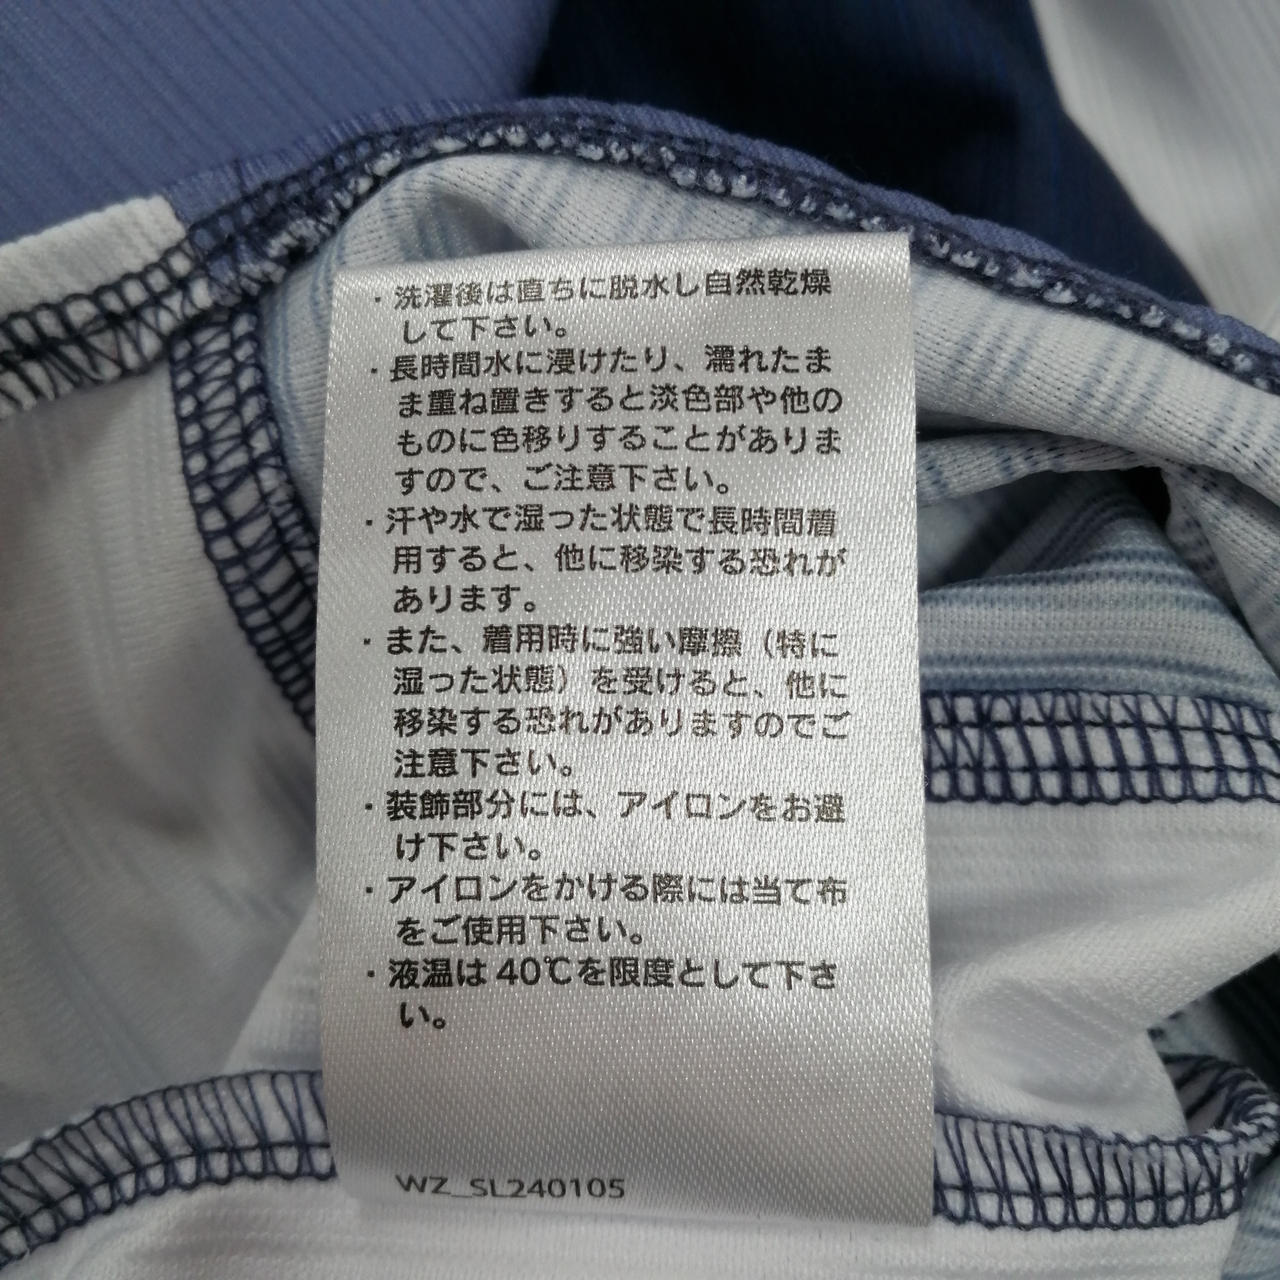 ・洗濯後は直ちに脱水し自然乾燥
して下さい。
・長時間水に浸けたり、濡れたま
ま重ね置きすると淡色部や他の
ものに色移りすることがありま
すので、ご注意下さい。
・汗や水で湿った状態で長時間着
用すると、他に移染する恐れが
あります。
・また、着用時に強い摩擦（特に
湿った状態）を受けると、他に
移染する恐れがありますのでご
注意下さい。
・装飾部分には、アイロンをお避
け下さい。
・アイロンをかける際には当て布
をご使用下さい。
・液温は40℃を限度として下さ
い。
WZ_SL240105